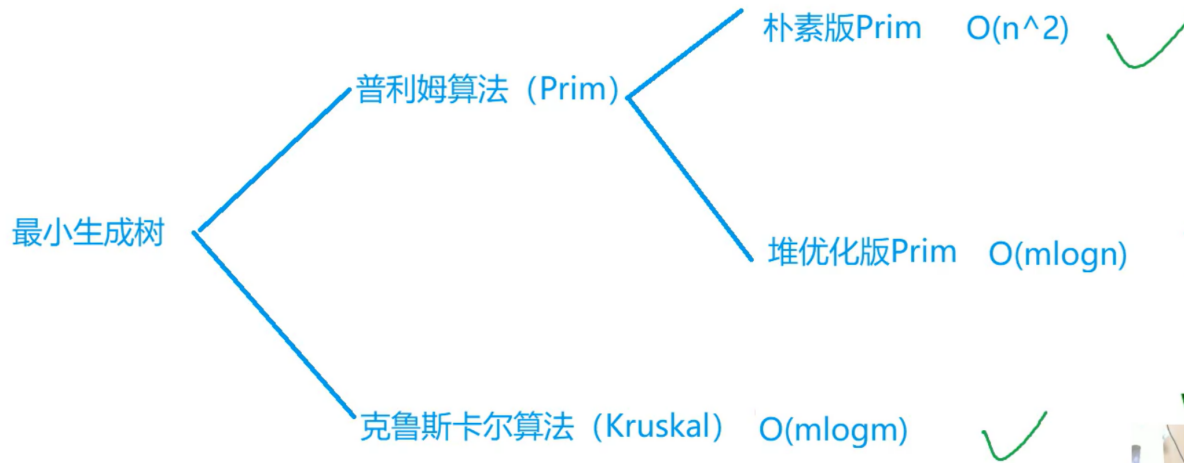 朴素版Prim O(n^2)
普利姆算法（Prim）
最小生成树
堆优化版Prim O(mlogn)
克鲁斯卡尔算法（Kruskal） O(mlogm)